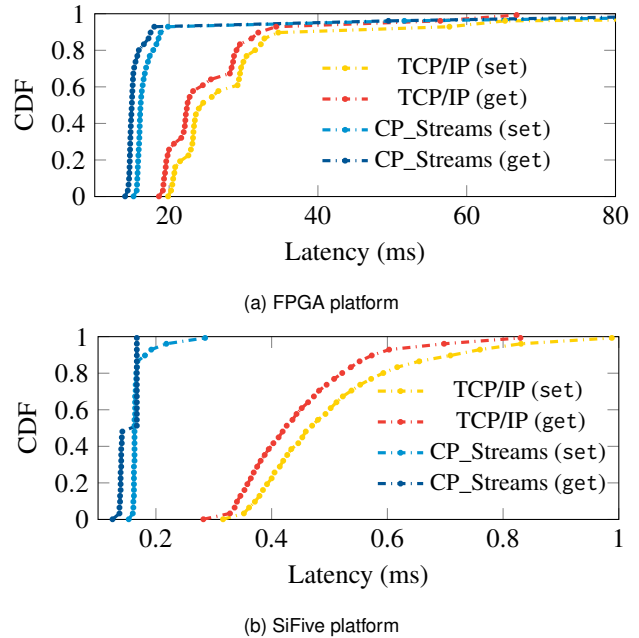 1
0.8
0.6
0.4
0.2
0
CDF
TCP/IP (set)
TCP/IP (get)
CP_Streams (set)
CP_Streams (get)
20 40 60 80
Latency (ms)
(a) FPGA platform
1
0.8
0.6
0.4
0.2
0
CDF
TCP/IP (set)
TCP/IP (get)
CP_Streams (set)
CP_Streams (get)
0.2 0.4 0.6 0.8 1
Latency (ms)
(b) SiFive platform